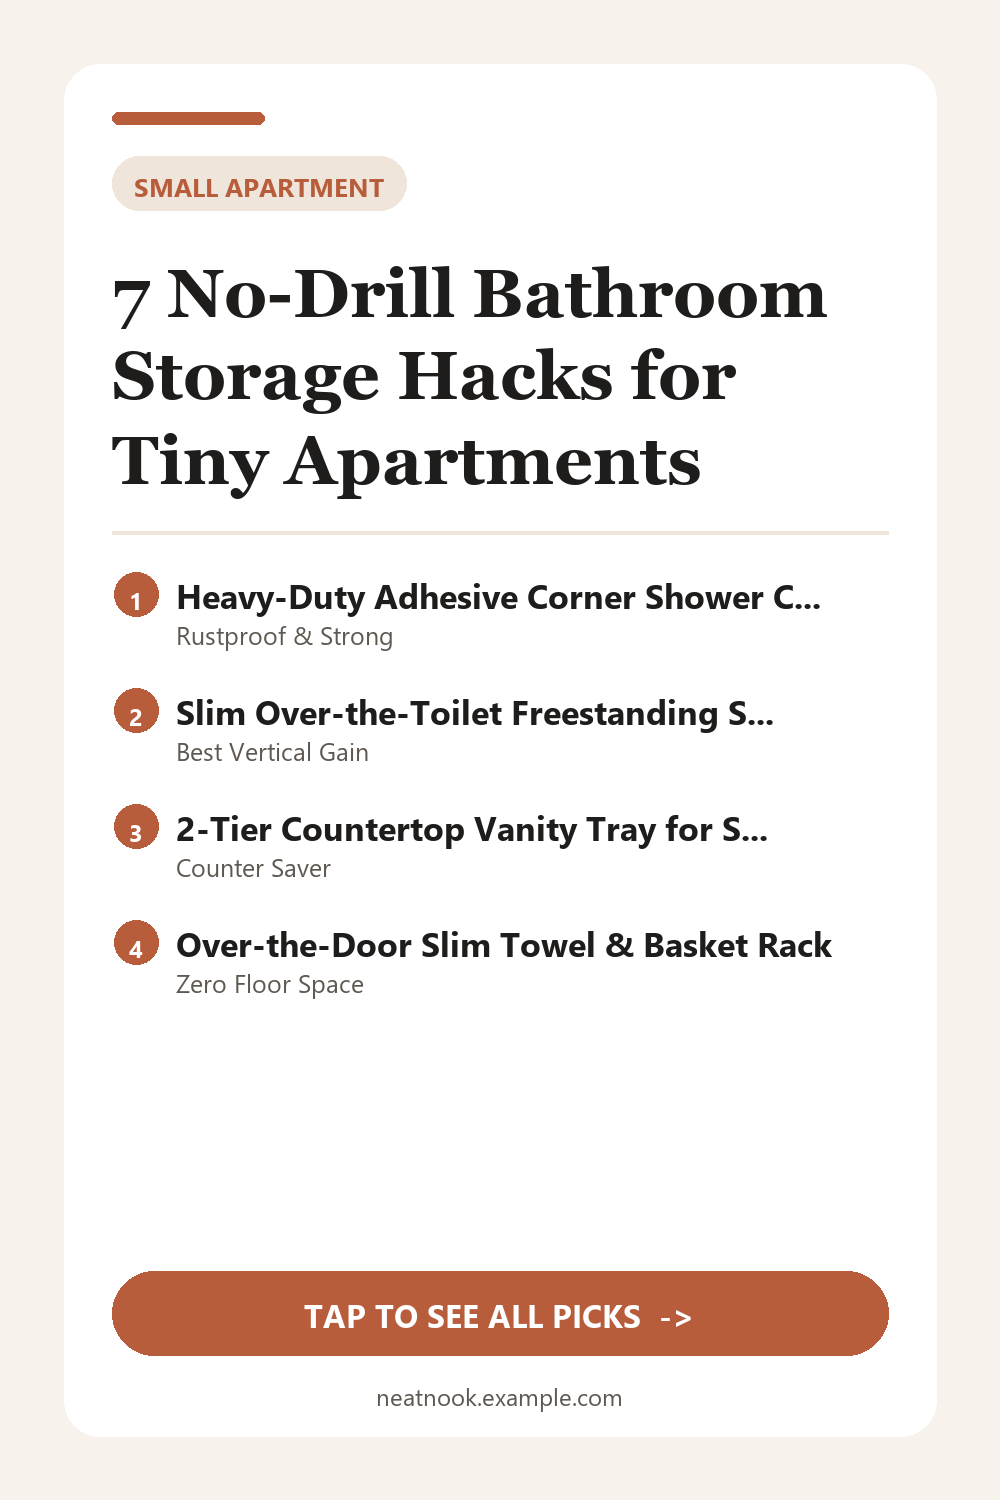 SMALL APARTMENT
7 No-Drill Bathroom
Storage Hacks for
Tiny Apartments
1 Heavy-Duty Adhesive Corner Shower C...
Rustproof & Strong
2 Slim Over-the-Toilet Freestanding S...
Best Vertical Gain
3 2-Tier Countertop Vanity Tray for S...
Counter Saver
4 Over-the-Door Slim Towel & Basket Rack
Zero Floor Space
TAP TO SEE ALL PICKS ->
neatnook.example.com